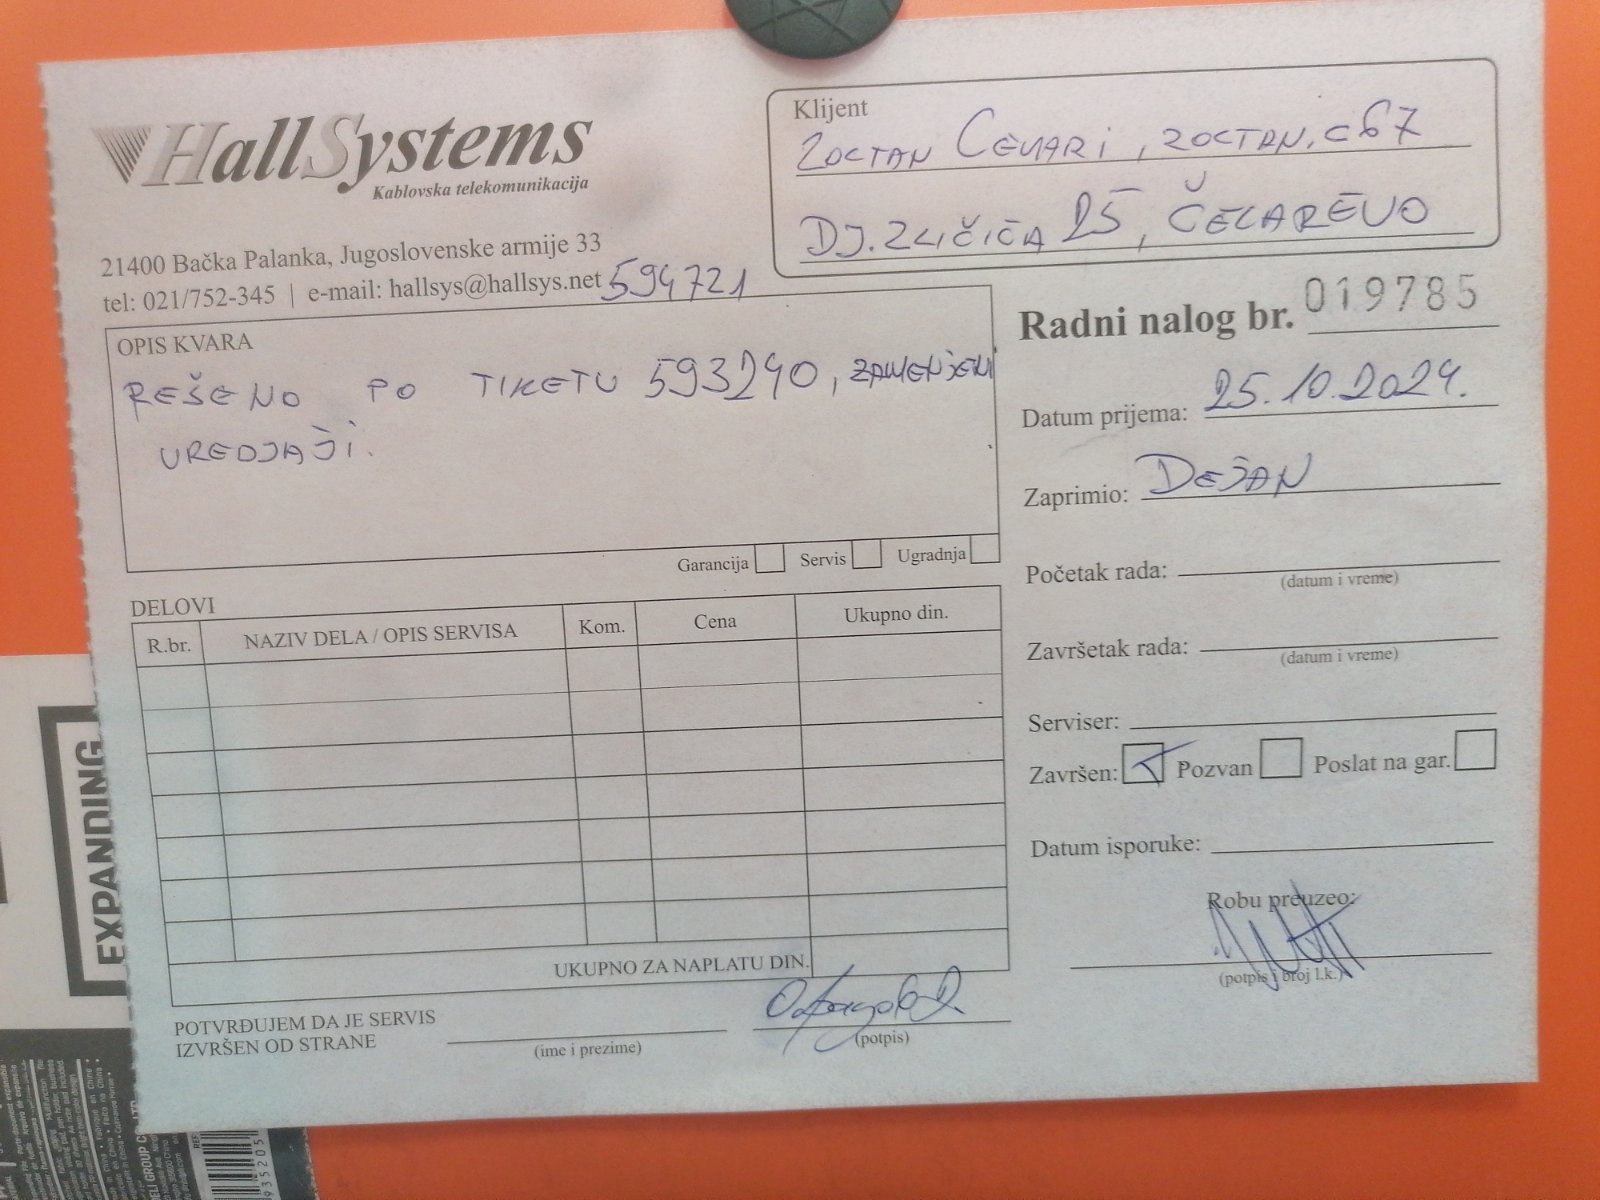 HallSystems
Kablovska telekomunikacija
21400 Bačka Palanka, Jugoslovenske armije 33
tel: 021/752-345 | e-mail: hallsys@hallsys.net
594721
Klijent
ZOLTAN
, ZOLTAN.C67
DJ. ZLIČIĆA 25, ČELAREVO
Radni nalog br. 019785
OPIS KVARA
REŠENO PO TIKETU 593240, ZAMENJENI
UREDJAJI.
Garancija Servis Ugradnja
Datum prijema: 25.10.2024.
Zaprimio: DEJAN
Početak rada:
(datum i vreme)
Završetak rada:
(datum i vreme)
Serviser:
Završen: Pozvan Poslat na gar.
Datum isporuke:
Robu preuzeo:
(potpis i broj l.k.)
DELOVI
R.br. NAZIV DELA / OPIS SERVISA Kom. Cena Ukupno din.
UKUPNO ZA NAPLATU DIN.
POTVRĐUJEM DA JE SERVIS
IZVRŠEN OD STRANE
(ime i prezime)
(potpis)
EXPANDING